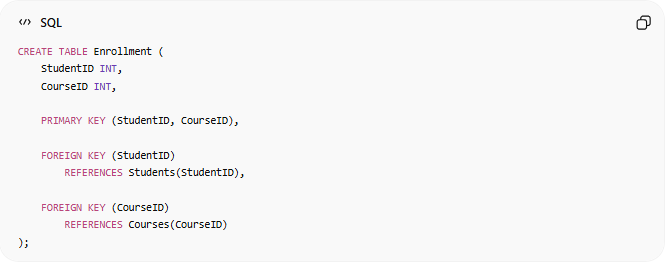 SQL
CREATE TABLE Enrollment (
    StudentID INT,
    CourseID INT,

    PRIMARY KEY (StudentID, CourseID),

    FOREIGN KEY (StudentID)
        REFERENCES Students(StudentID),

    FOREIGN KEY (CourseID)
        REFERENCES Courses(CourseID)
);